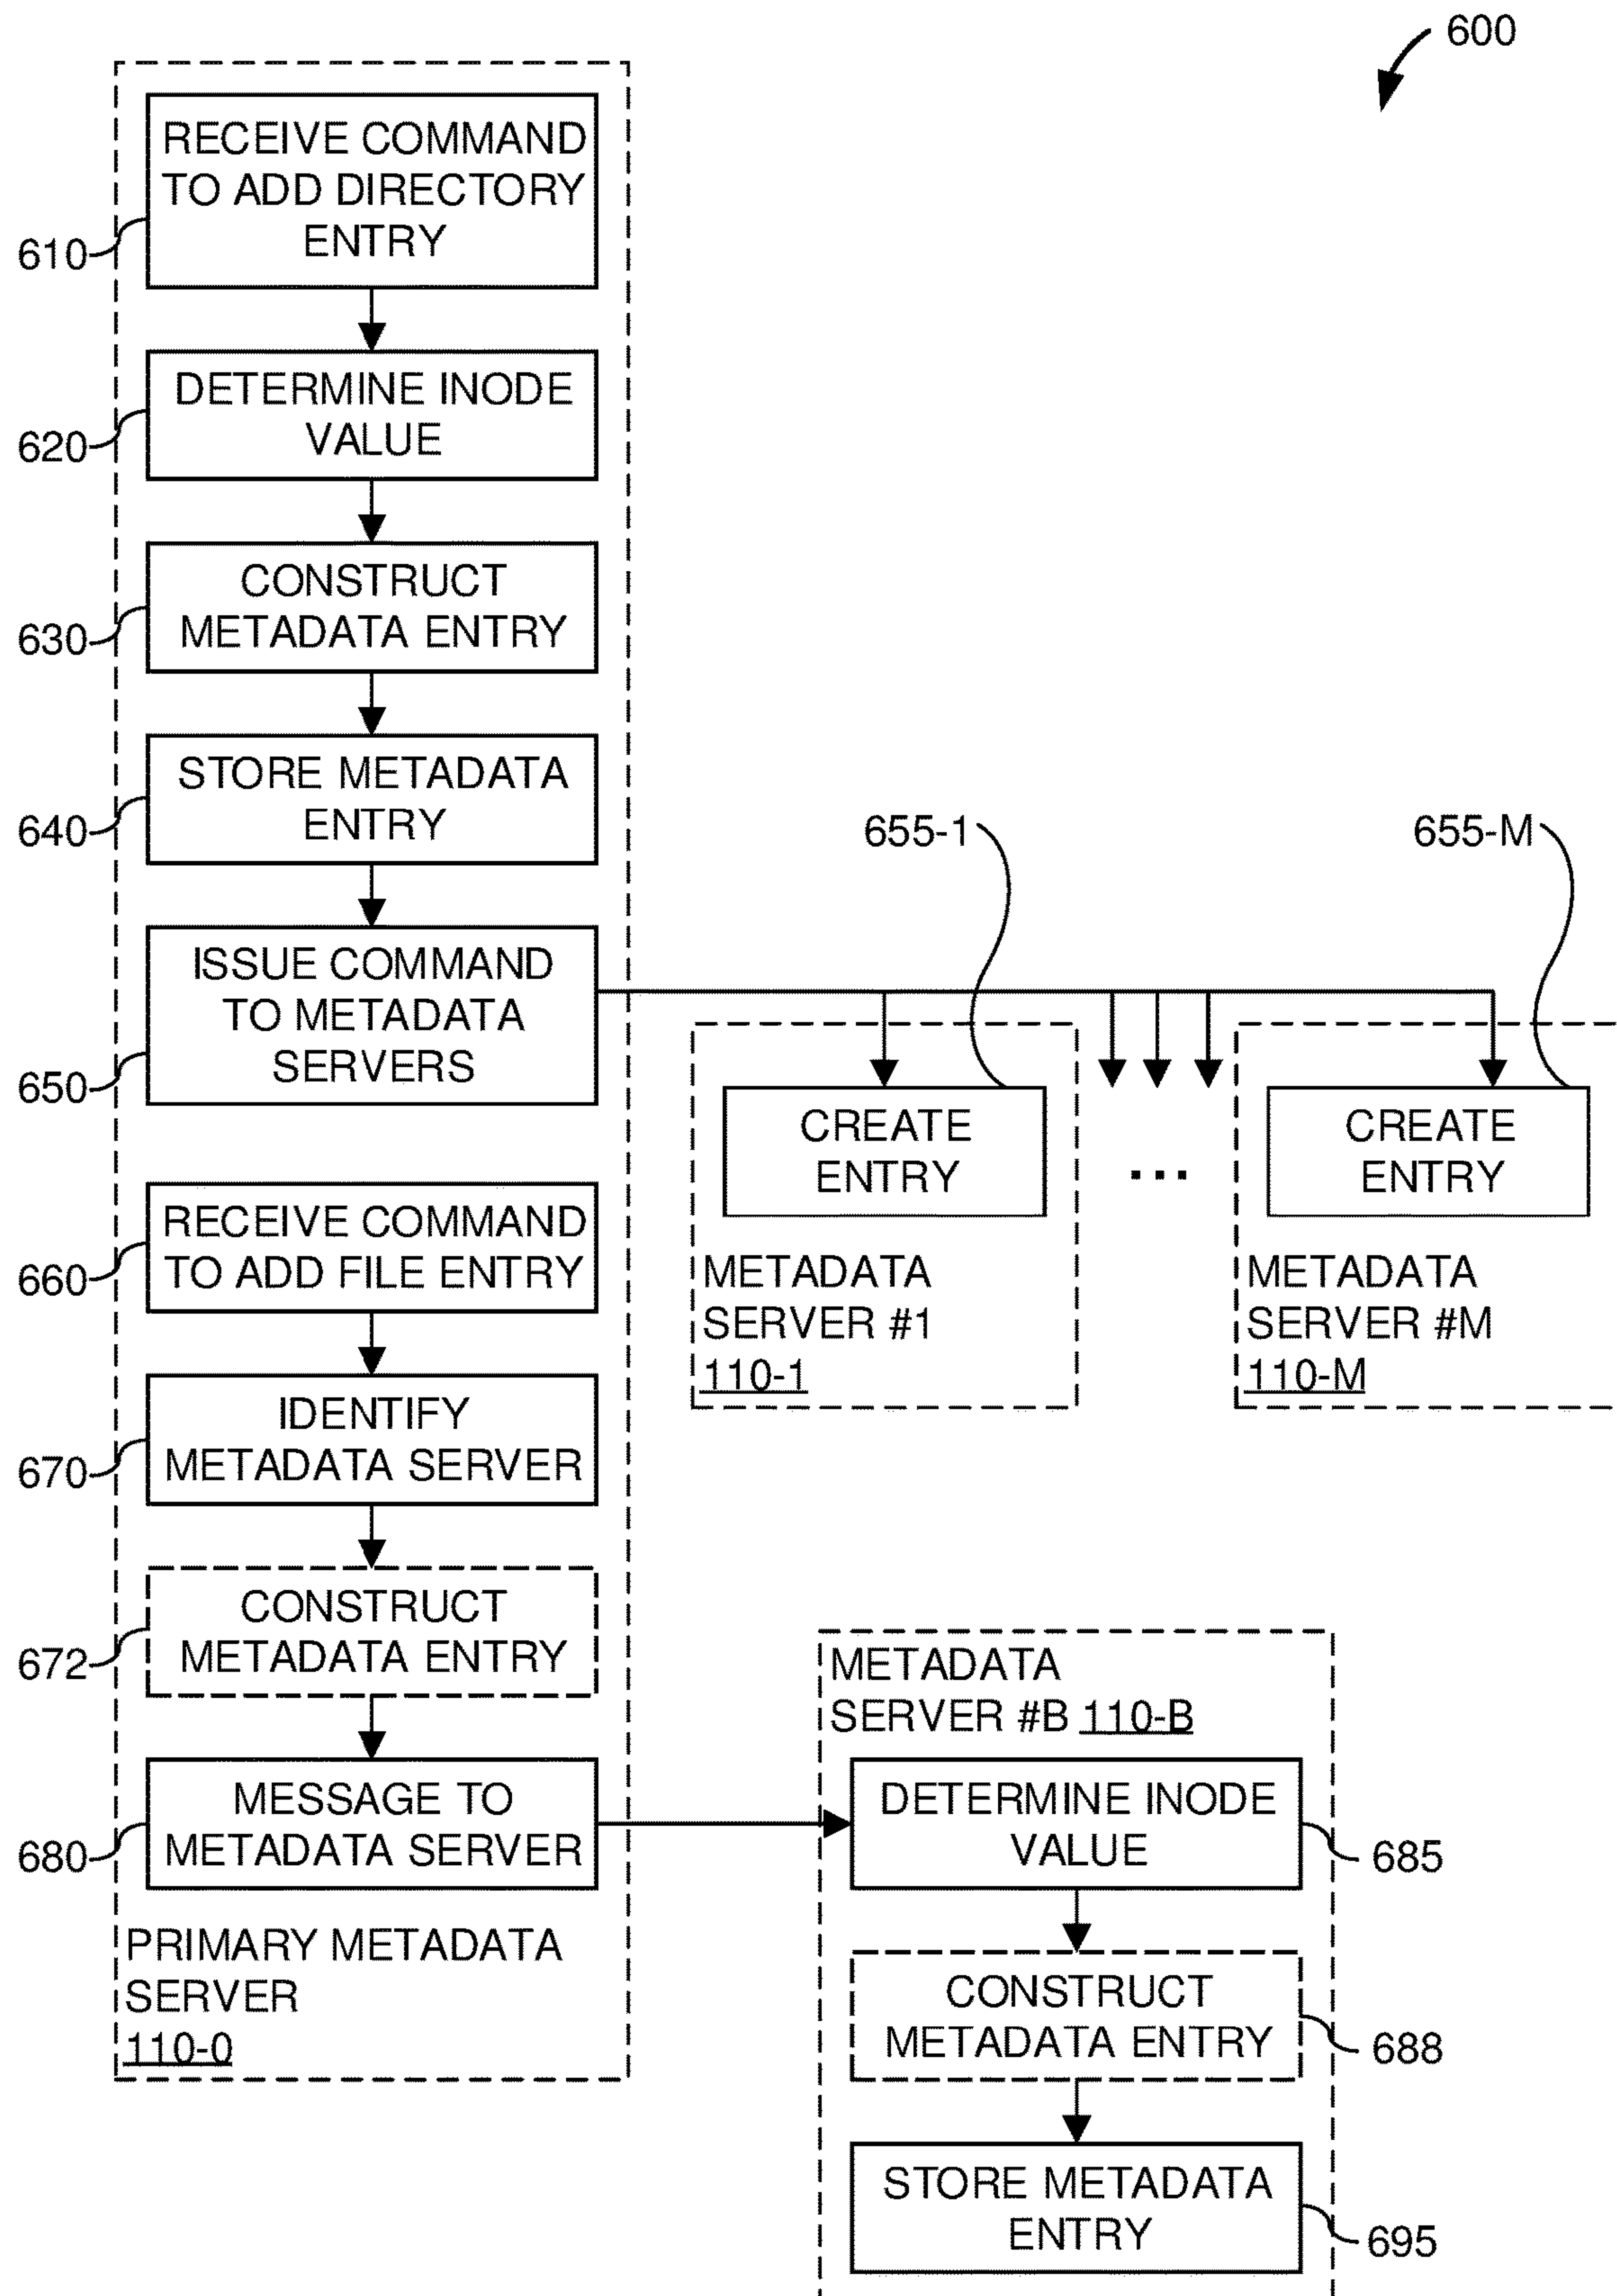 600
RECEIVE COMMAND
TO ADD DIRECTORY
ENTRY
610
DETERMINE INODE
VALUE
620
CONSTRUCT
METADATA ENTRY
630
STORE METADATA
ENTRY
640
ISSUE COMMAND
TO METADATA
SERVERS
650
655-1
655-M
CREATE
ENTRY
...
CREATE
ENTRY
METADATA
SERVER #1
110-1
METADATA
SERVER #M
110-M
RECEIVE COMMAND
TO ADD FILE ENTRY
660
IDENTIFY
METADATA SERVER
670
CONSTRUCT
METADATA ENTRY
672
MESSAGE TO
METADATA SERVER
680
PRIMARY METADATA
SERVER
110-0
METADATA
SERVER #B 110-B
DETERMINE INODE
VALUE
685
CONSTRUCT
METADATA ENTRY
688
STORE METADATA
ENTRY
695